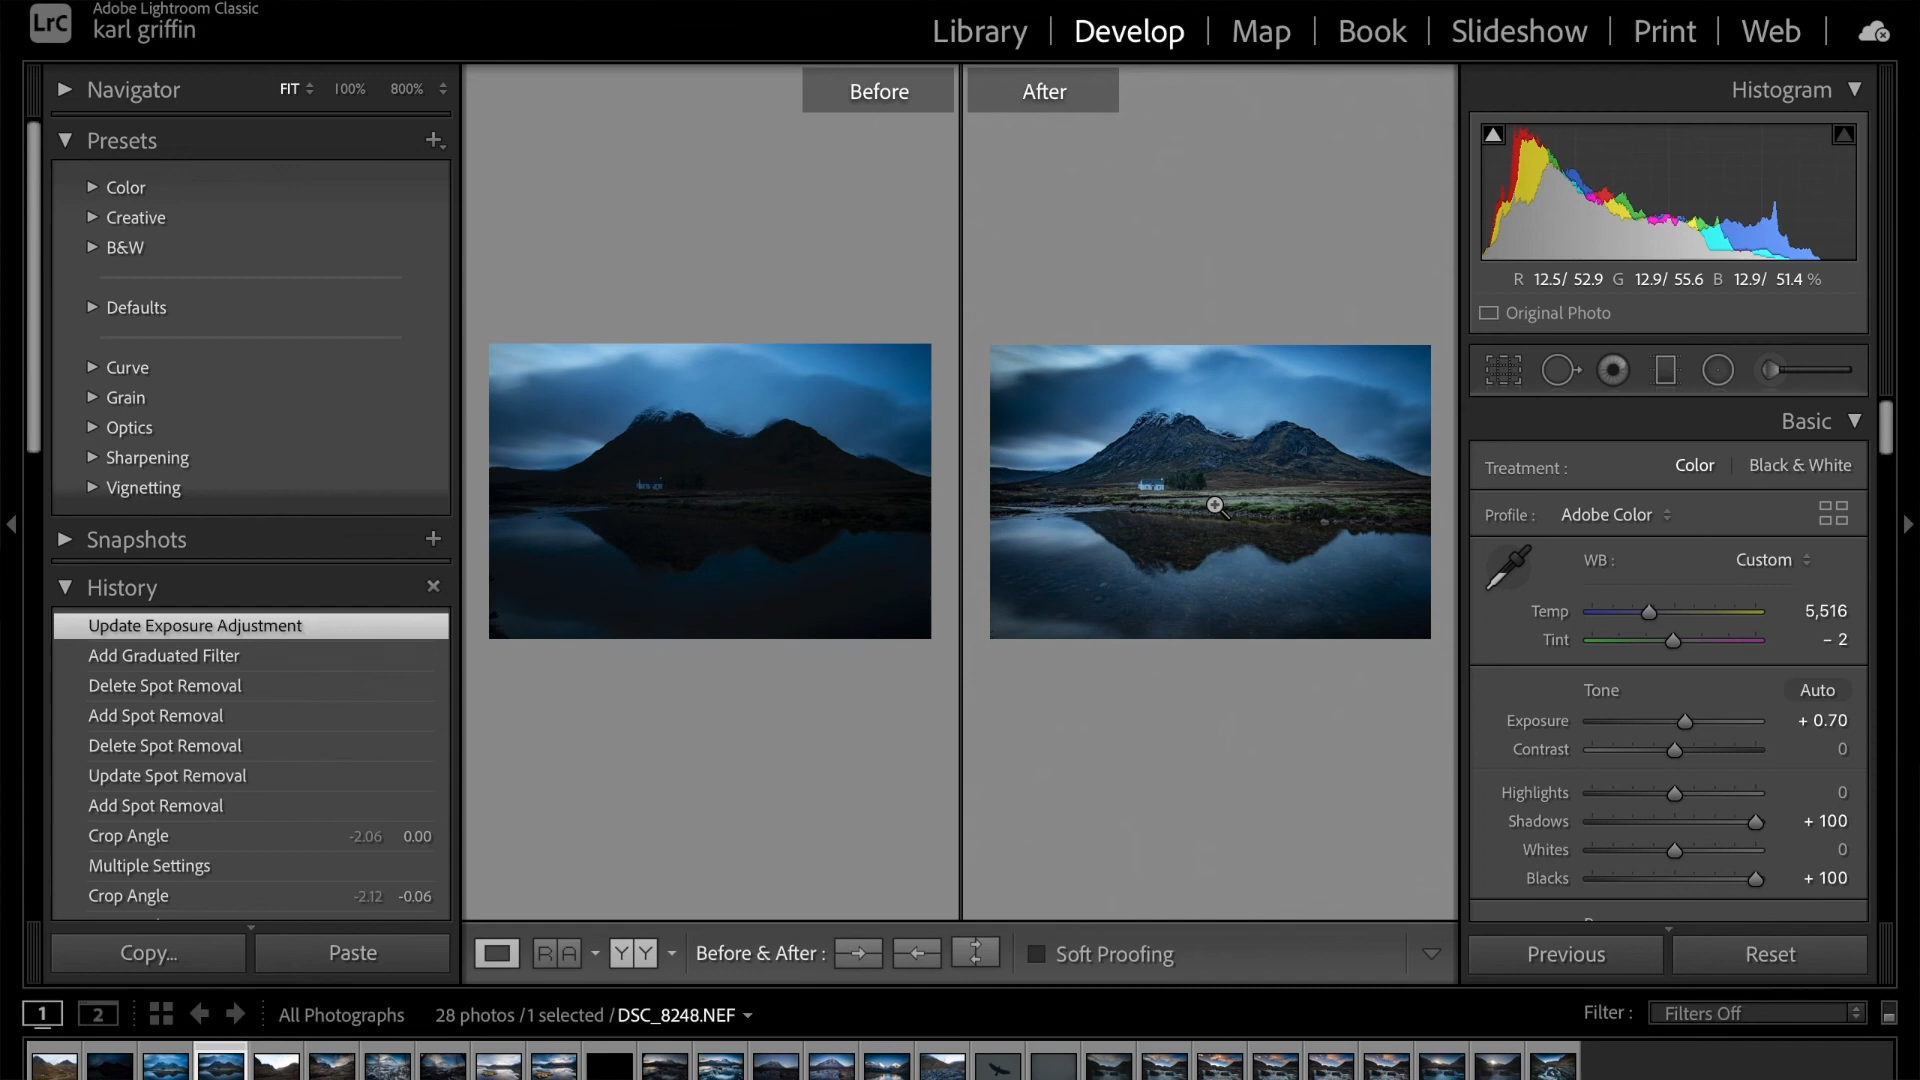 LrC
Adobe Lightroom Classic
karl griffin
Library
Develop
Map
Book
Slideshow
Print
Web
Navigator
FIT 100% 800%
Presets
Color
Creative
B&W
Defaults
Curve
Grain
Optics
Sharpening
Vignetting
Snapshots
History
Update Exposure Adjustment
Add Graduated Filter
Delete Spot Removal
Add Spot Removal
Delete Spot Removal
Update Spot Removal
Add Spot Removal
Crop Angle -2.06 0.00
Multiple Settings
Crop Angle -2.12 -0.06
Copy...
Paste
Before
After
R A
Y Y
Before & After :
Soft Proofing
Histogram
R 12.5/ 52.9 G 12.9/ 55.6 B 12.9/ 51.4 %
Original Photo
Basic
Treatment : Color Black & White
Profile : Adobe Color
WB : Custom
Temp 5,516
Tint – 2
Tone Auto
Exposure + 0.70
Contrast 0
Highlights 0
Shadows + 100
Whites 0
Blacks + 100
Previous
Reset
1
2
All Photographs
28 photos /1 selected /DSC_8248.NEF
Filter : Filters Off